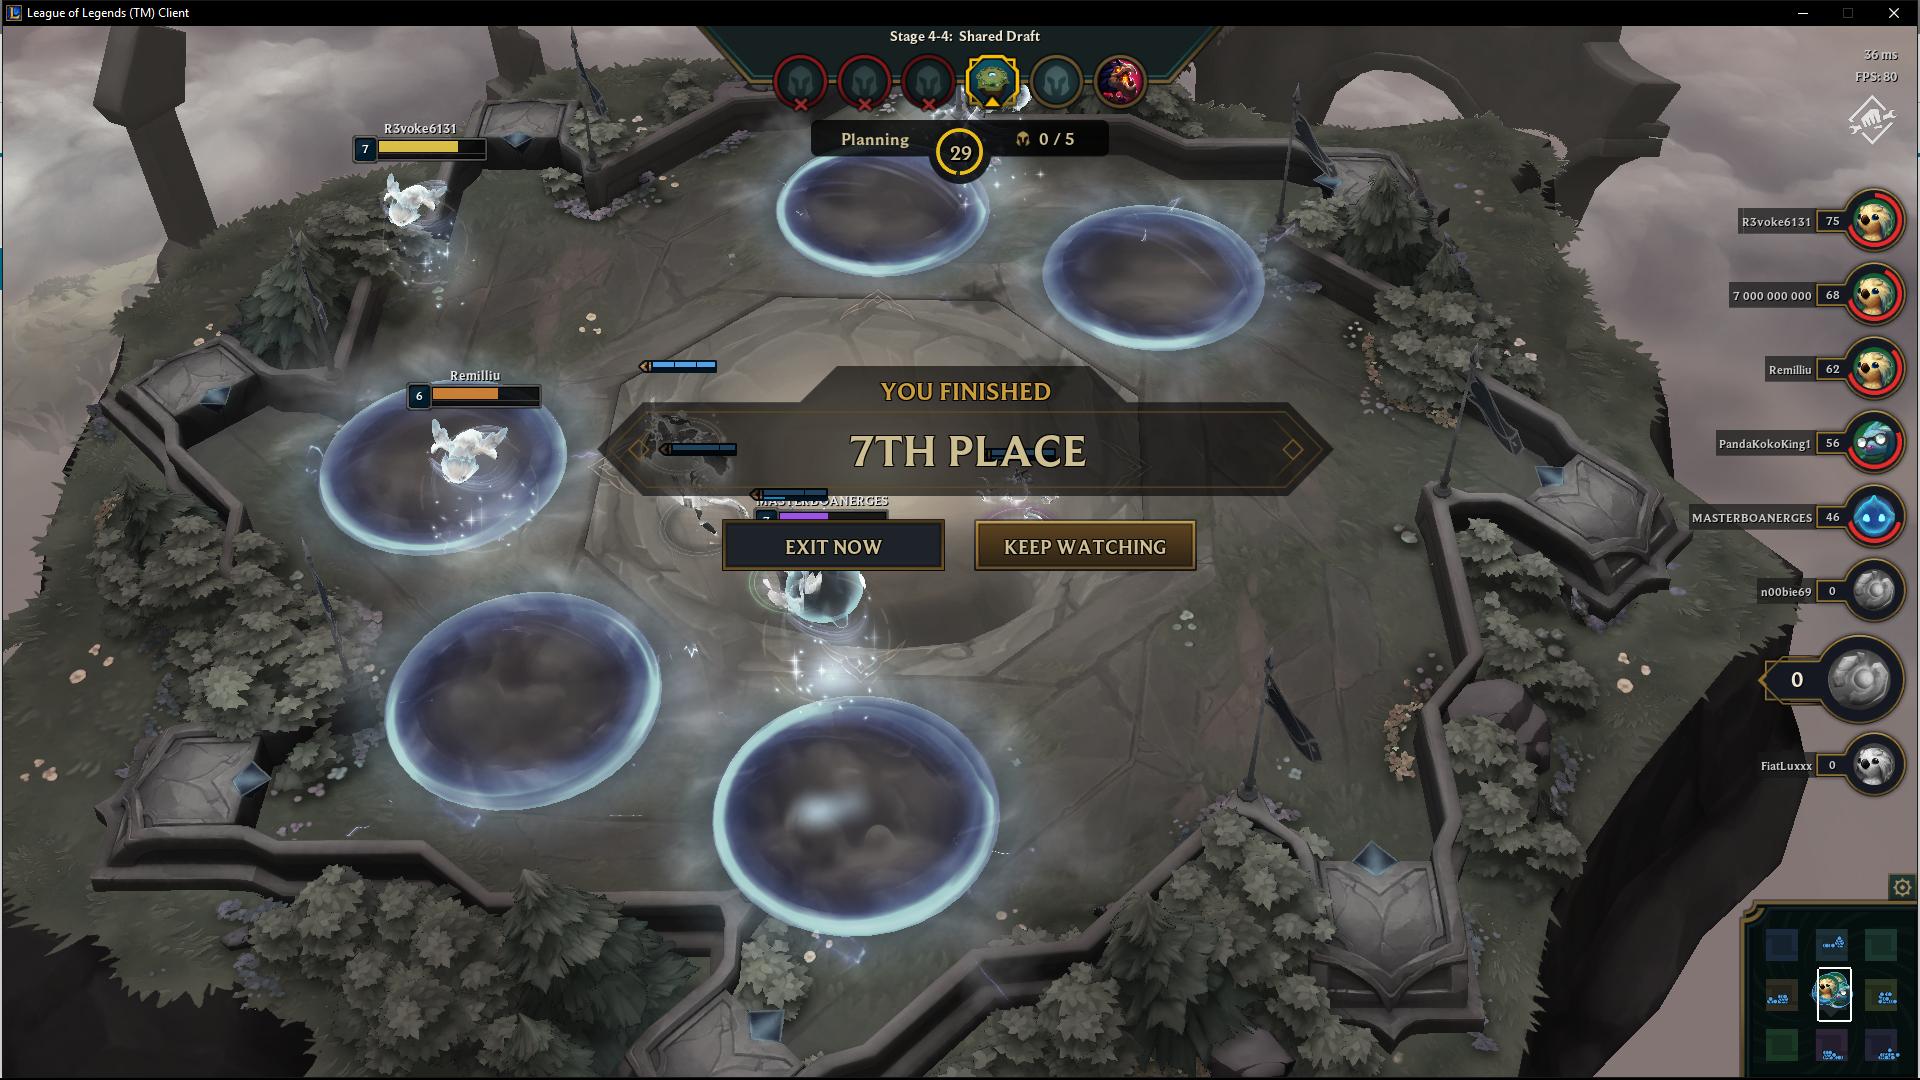 League of Legends (TM) Client
Stage 4-4: Shared Draft
36 ms
FPS: 80
Planning
29
0 / 5
R3voke6131
7
R3voke6131 75
7 000 000 000 68
Remilliu
6
Remilliu 62
YOU FINISHED
7TH PLACE
PandaKokoKing1 56
MASTERBOANERGES
7
MASTERBOANERGES 46
EXIT NOW
KEEP WATCHING
n00bie69 0
0
FiatLuxxx 0